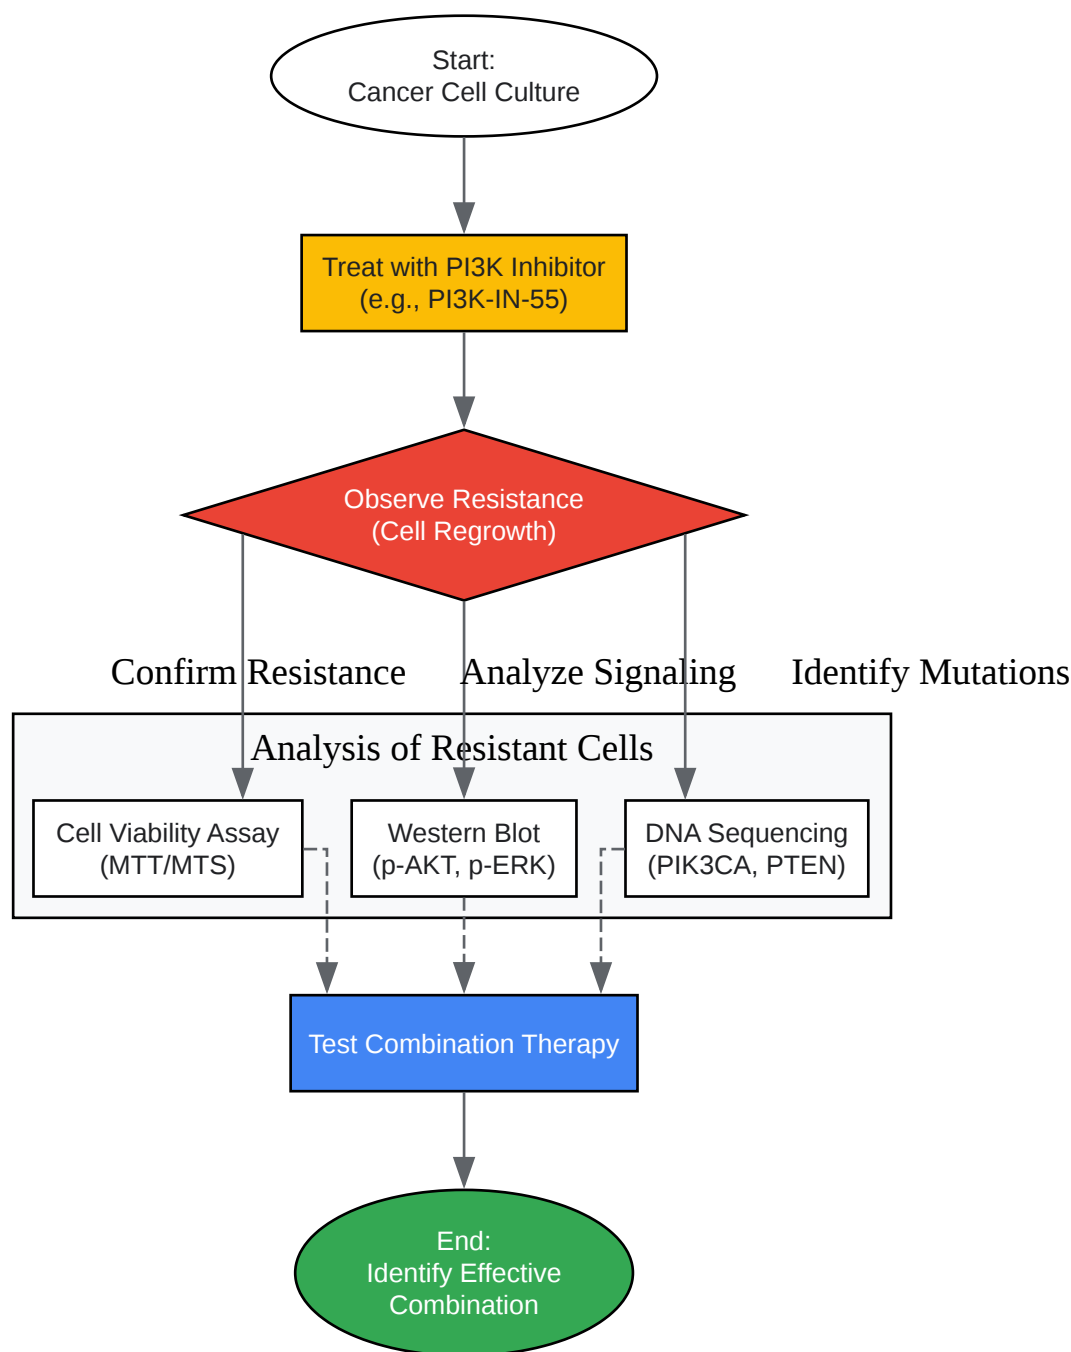 Start:
Cancer Cell Culture
Treat with PI3K Inhibitor
(e.g., PI3K-IN-55)
Observe Resistance
(Cell Regrowth)
Confirm Resistance
Analyze Signaling
Identify Mutations
Analysis of Resistant Cells
Cell Viability Assay
(MTT/MTS)
Western Blot
(p-AKT, p-ERK)
DNA Sequencing
(PIK3CA, PTEN)
Test Combination Therapy
End:
Identify Effective
Combination